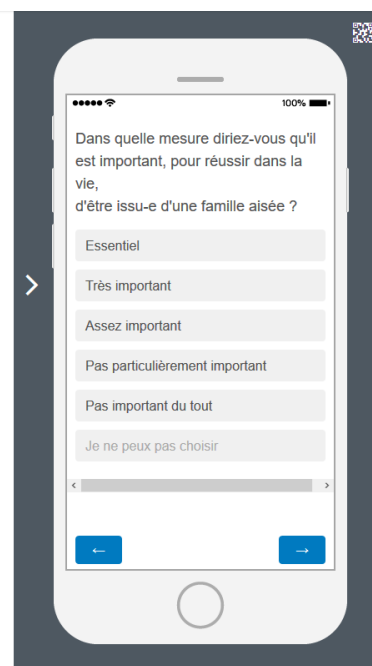 100%
Dans quelle mesure diriez-vous qu'il
est important, pour réussir dans la
vie,
d'être issu-e d'une famille aisée ?
Essentiel
Très important
Assez important
Pas particulièrement important
Pas important du tout
Je ne peux pas choisir